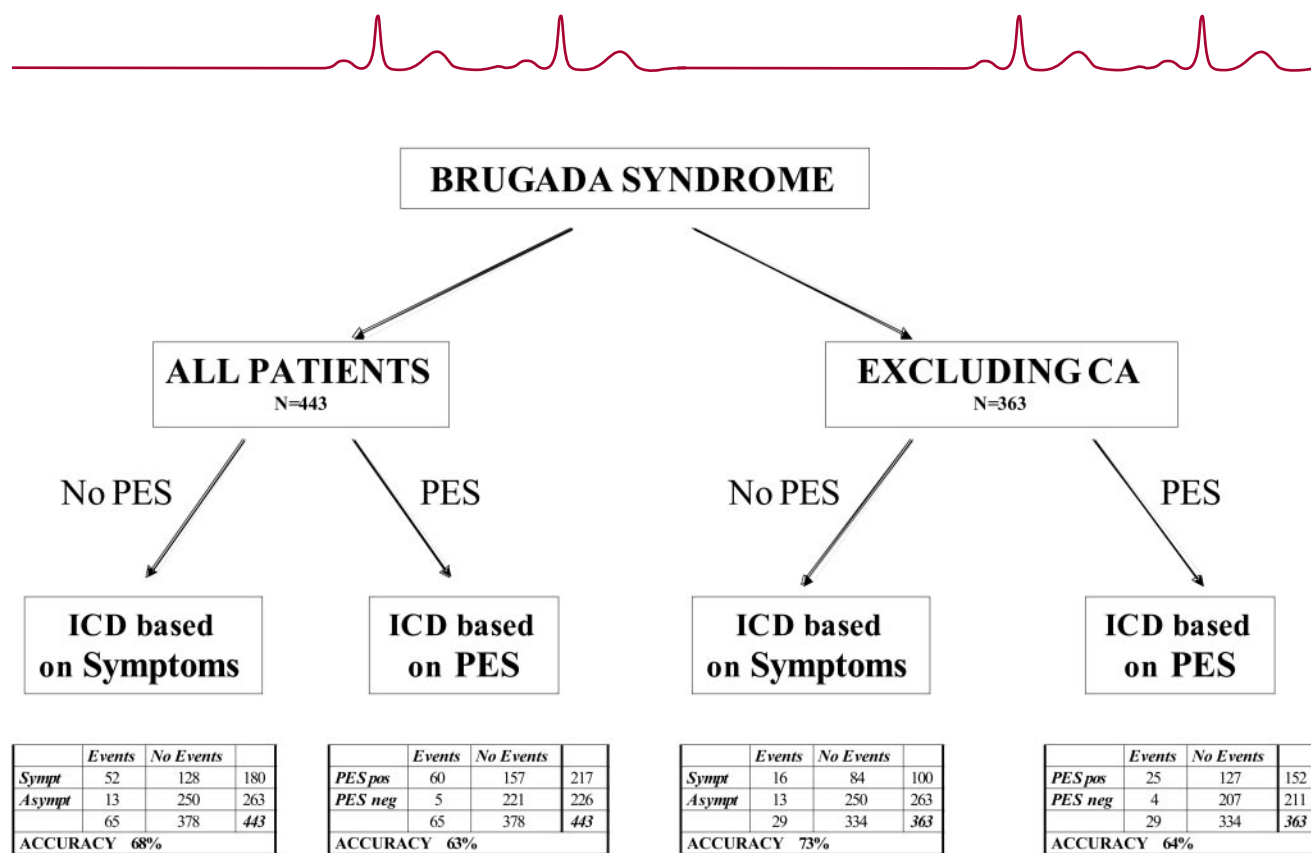 BRUGADA SYNDROME
ALL PATIENTS
N=443
EXCLUDING CA
N=363
No PES
PES
No PES
PES
ICD based
on Symptoms
ICD based
on PES
ICD based
on Symptoms
ICD based
on PES
Events No Events
Sympt 52 128 180
Asympt 13 250 263
65 378 443
ACCURACY 68%
Events No Events
PES pos 60 157 217
PES neg 5 221 226
65 378 443
ACCURACY 63%
Events No Events
Sympt 16 84 100
Asympt 13 250 263
29 334 363
ACCURACY 73%
Events No Events
PES pos 25 127 152
PES neg 4 207 211
29 334 363
ACCURACY 64%